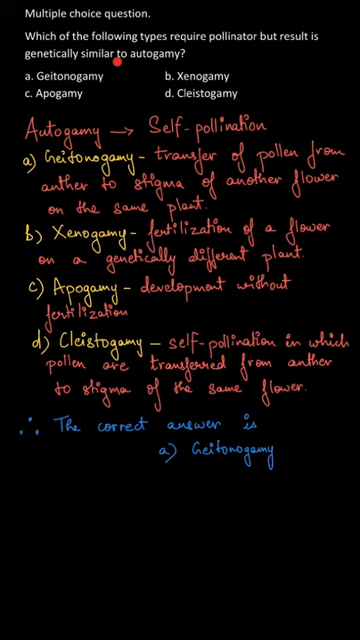 Multiple choice question.
Which of the following types require pollinator but result is
genetically similar to autogamy?
a. Geitonogamy b. Xenogamy
c. Apogamy d. Cleistogamy
Autogamy → Self-pollination
a) Geitonogamy - transfer of pollen from
anther to stigma of another flower
on the same plant.
b) Xenogamy - fertilization of a flower
on a genetically different plant.
c) Apogamy - development without
fertilization
d) Cleistogamy - self-pollination in which
pollen are transferred from anther
to stigma of the same flower.
∴ The correct answer is
a) Geitonogamy